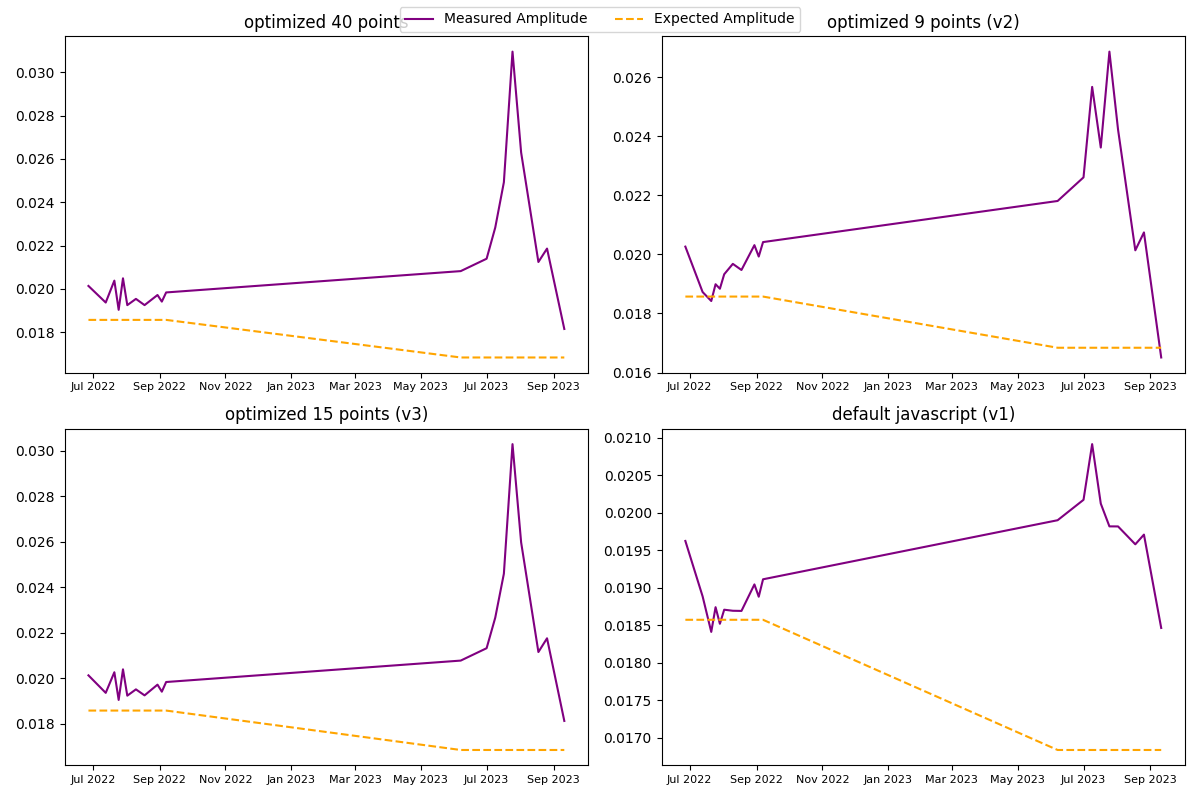 optimized 40 points
Measured Amplitude
Expected Amplitude
optimized 9 points (v2)
0.030
0.028
0.026
0.024
0.022
0.020
0.018
Jul 2022 Sep 2022 Nov 2022 Jan 2023 Mar 2023 May 2023 Jul 2023 Sep 2023
0.026
0.024
0.022
0.020
0.018
0.016
Jul 2022 Sep 2022 Nov 2022 Jan 2023 Mar 2023 May 2023 Jul 2023 Sep 2023
optimized 15 points (v3)
0.030
0.028
0.026
0.024
0.022
0.020
0.018
Jul 2022 Sep 2022 Nov 2022 Jan 2023 Mar 2023 May 2023 Jul 2023 Sep 2023
default javascript (v1)
0.0210
0.0205
0.0200
0.0195
0.0190
0.0185
0.0180
0.0175
0.0170
Jul 2022 Sep 2022 Nov 2022 Jan 2023 Mar 2023 May 2023 Jul 2023 Sep 2023